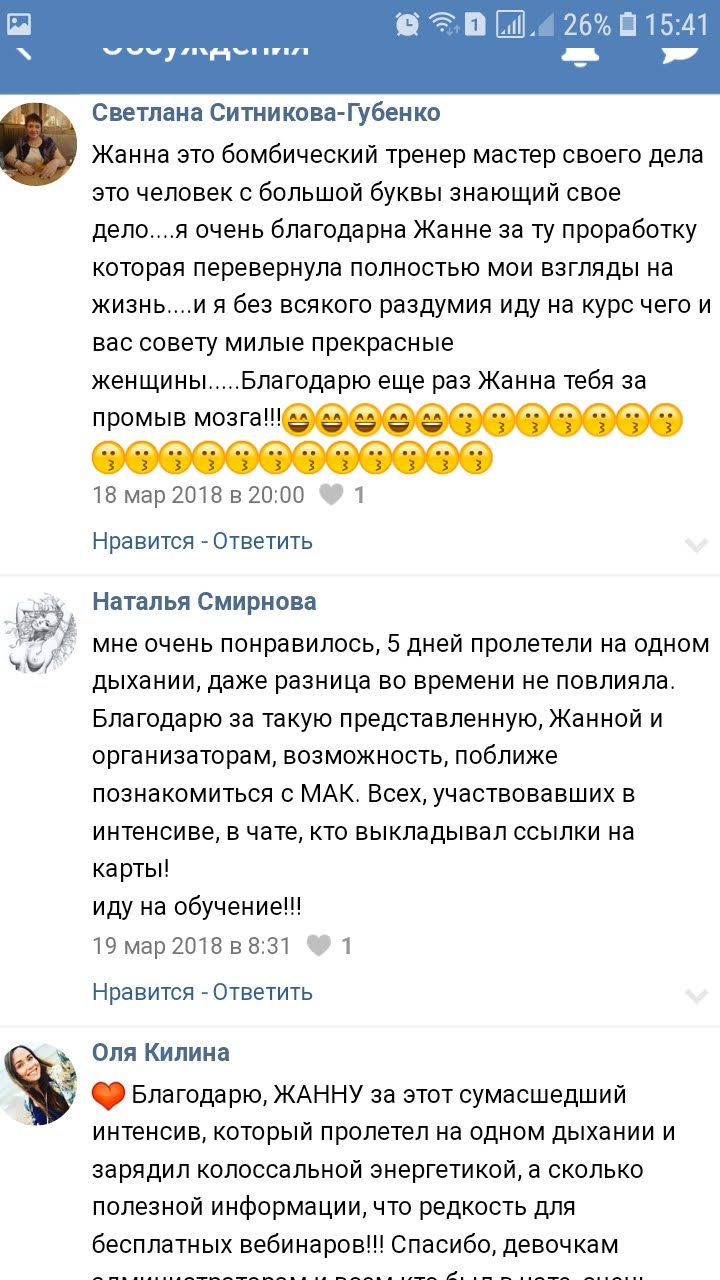 1 26% 15:41
Обсуждения
Светлана Ситникова-Губенко
Жанна это бомбический тренер мастер своего дела
это человек с большой буквы знающий свое
дело....я очень благодарна Жанне за ту проработку
которая перевернула полностью мои взгляды на
жизнь....и я без всякого раздумия иду на курс чего и
вас совету милые прекрасные
женщины.....Благодарю еще раз Жанна тебя за
промыв мозга!!!😄😄😄😄😄😗😗😗😗😗😗😗
😗😗😗😗😗😗😗😗😗😗😗😗
18 мар 2018 в 20:00 1
Нравится - Ответить
Наталья Смирнова
мне очень понравилось, 5 дней пролетели на одном
дыхании, даже разница во времени не повлияла.
Благодарю за такую представленную, Жанной и
организаторам, возможность, поближе
познакомиться с МАК. Всех, участвовавших в
интенсиве, в чате, кто выкладывал ссылки на
карты!
иду на обучение!!!
19 мар 2018 в 8:31 1
Нравится - Ответить
Оля Килина
❤ Благодарю, ЖАННУ за этот сумасшедший
интенсив, который пролетел на одном дыхании и
зарядил колоссальной энергетикой, а сколько
полезной информации, что редкость для
бесплатных вебинаров!!! Спасибо, девочкам
администраторам и всем кто был в чате, очень